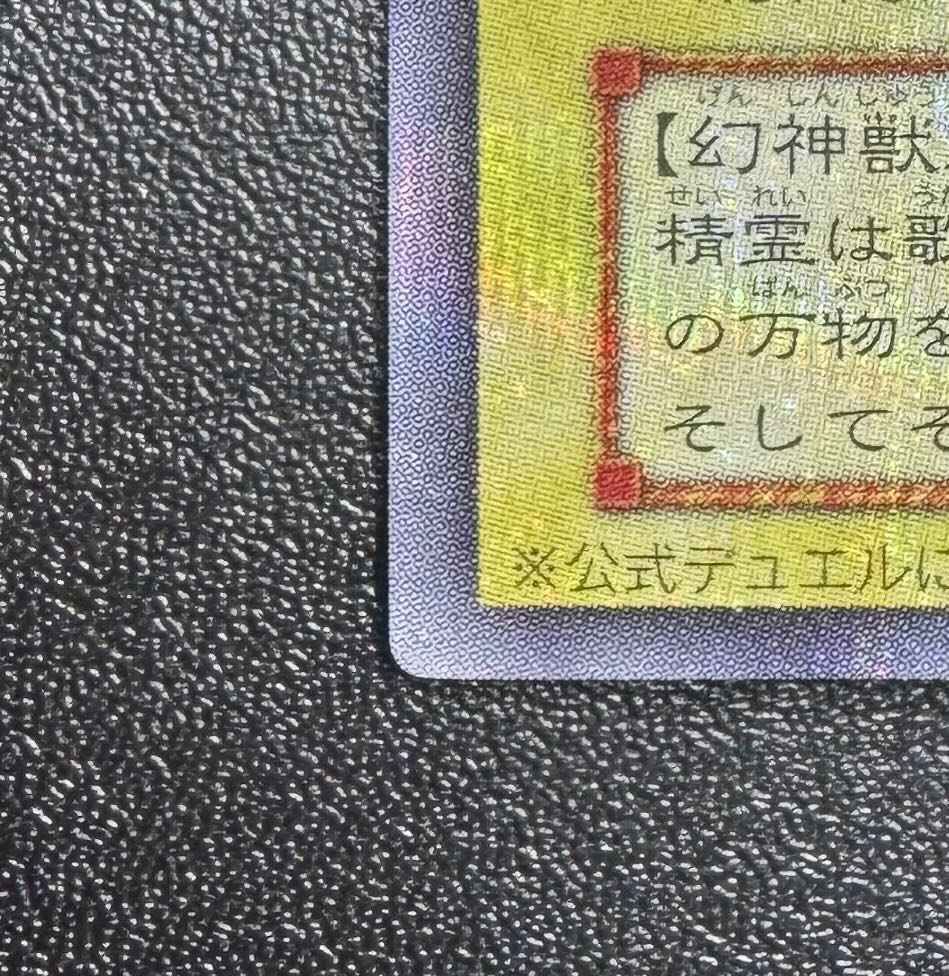 【幻神獣
精霊は歌
の万物を
そしてそ
※公式デュエルに